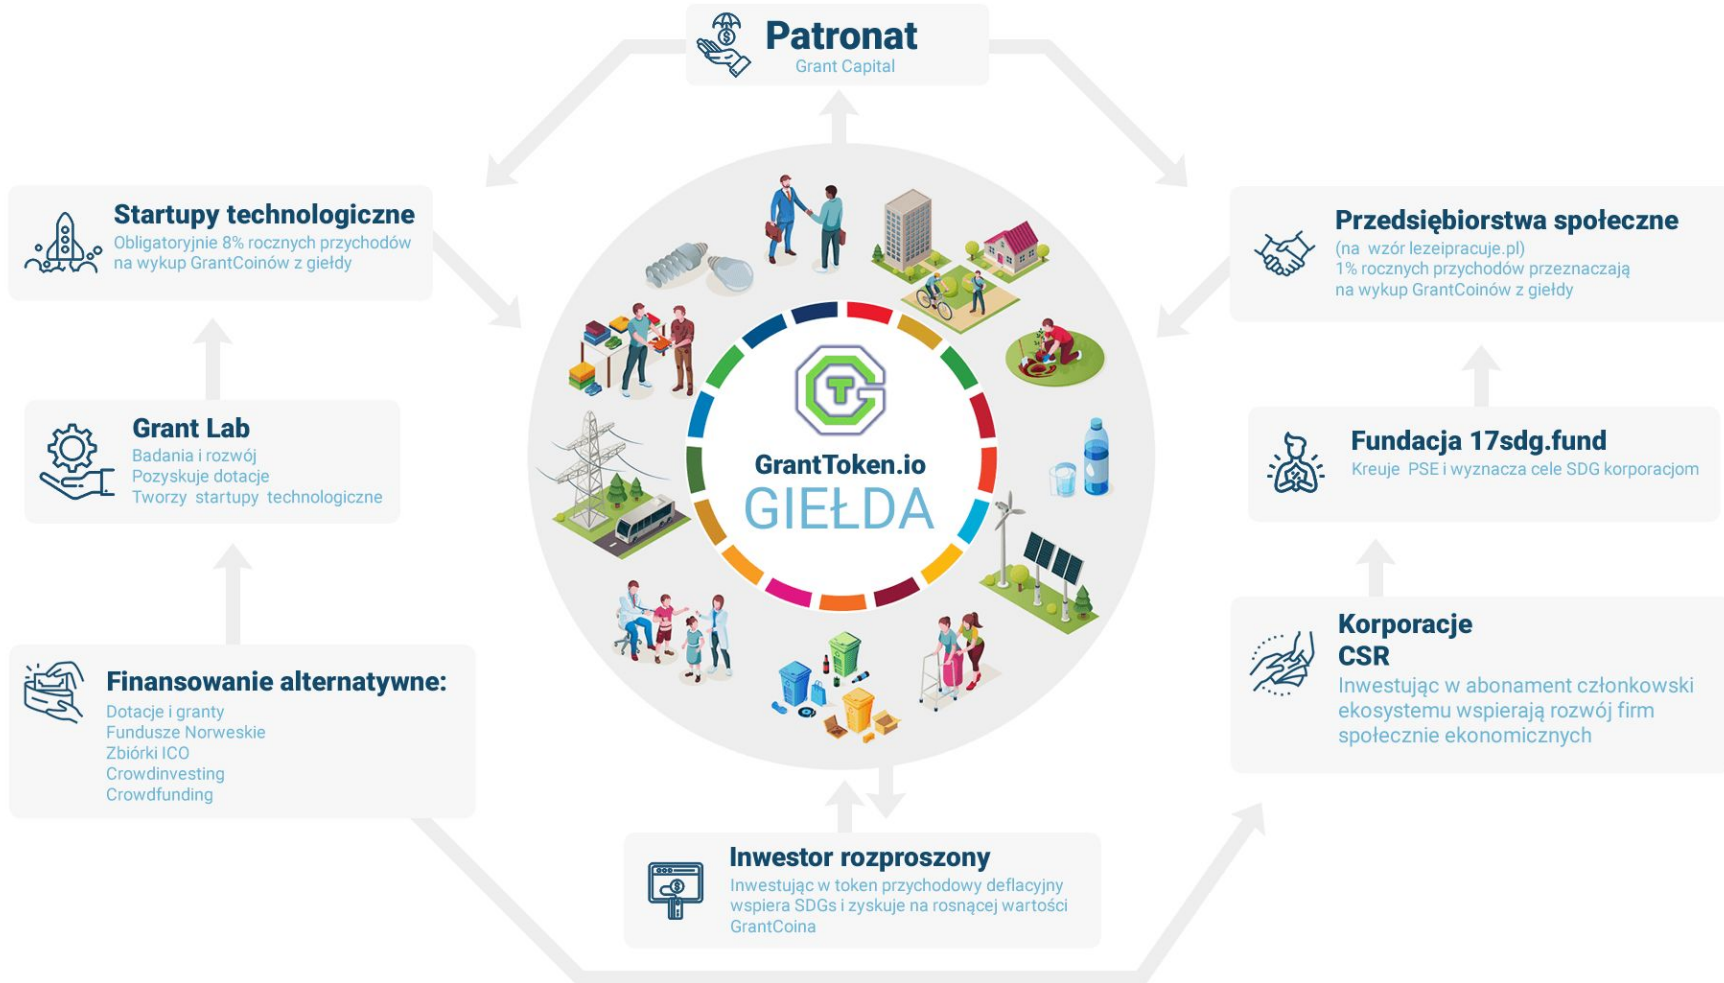 Patronat
Grant Capital
Startupy technologiczne
Obligatoryjnie 8% rocznych przychodów
na wykup GrantCoinów z giełdy
Przedsiębiorstwa społeczne
(na wzór lezeipracuje.pl)
1% rocznych przychodów przeznaczają
na wykup GrantCoinów z giełdy
Grant Lab
Badania i rozwój
Pozyskuje dotacje
Tworzy startupy technologiczne
GT
GrantToken.io
GIEŁDA
Fundacja 17sdg.fund
Kreuje PSE i wyznacza cele SDG korporacjom
Finansowanie alternatywne:
Dotacje i granty
Fundusze Norweskie
Zbiórki ICO
Crowdinvesting
Crowdfunding
Korporacje
CSR
Inwestując w abonament członkowski
ekosystemu wspierają rozwój firm
społecznie ekonomicznych
Inwestor rozproszony
Inwestując w token przychodowy deflacyjny
wspiera SDGs i zyskuje na rosnącej wartości
GrantCoina